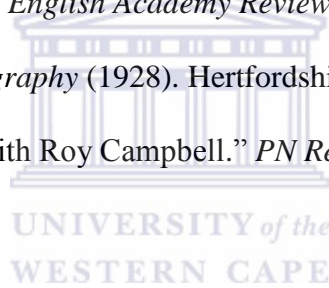 English Academy Review
graphy (1928). Hertfordshi
ith Roy Campbell.” PN Re
UNIVERSITY of the
WESTERN CAPE